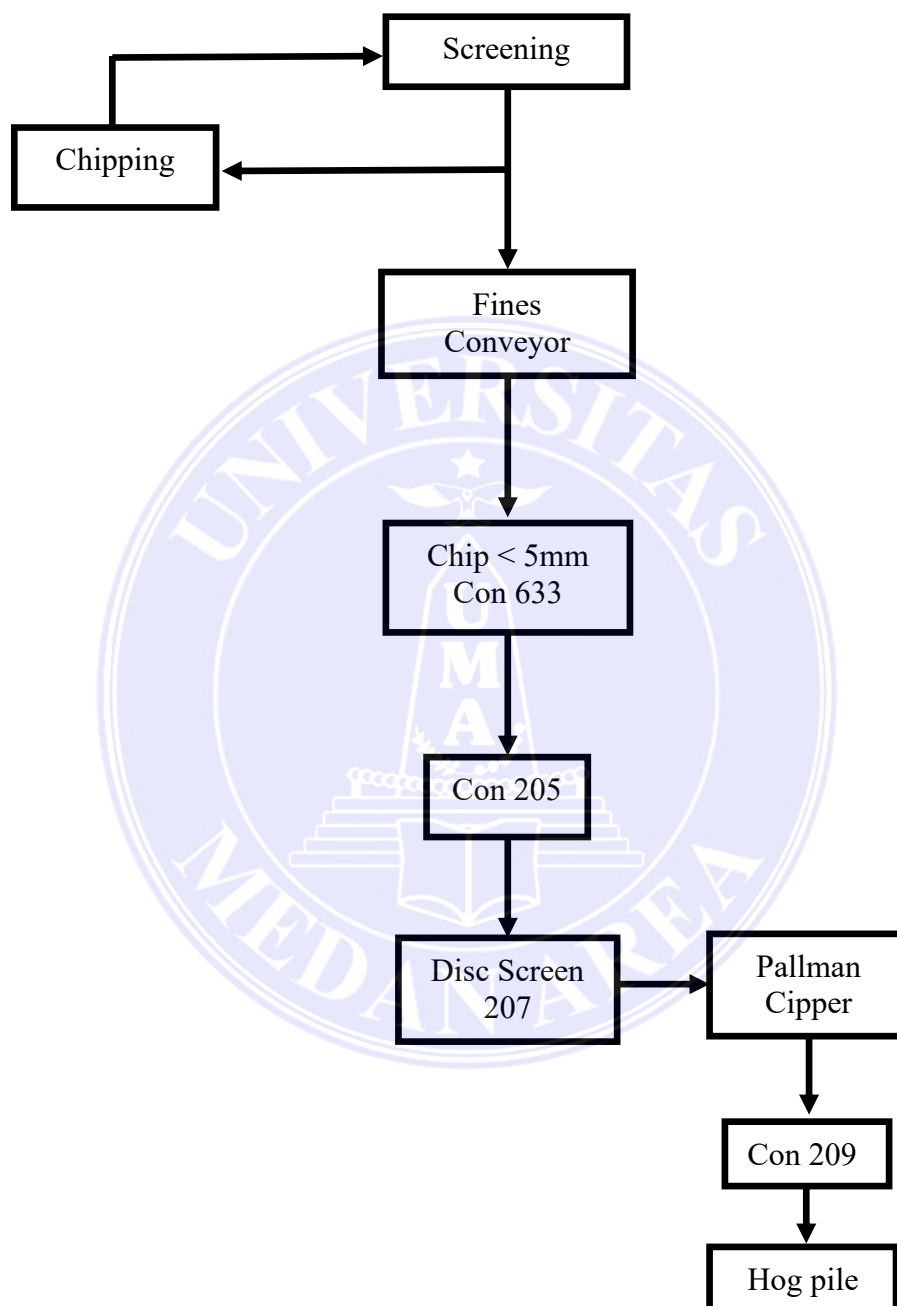 Screening
Chipping
Fines
Conveyor
Chip < 5mm
Con 633
Con 205
Disc Screen
207
Pallman
Cipper
Con 209
Hog pile
UNIVERSITAS
UMA
MEDAN AREA